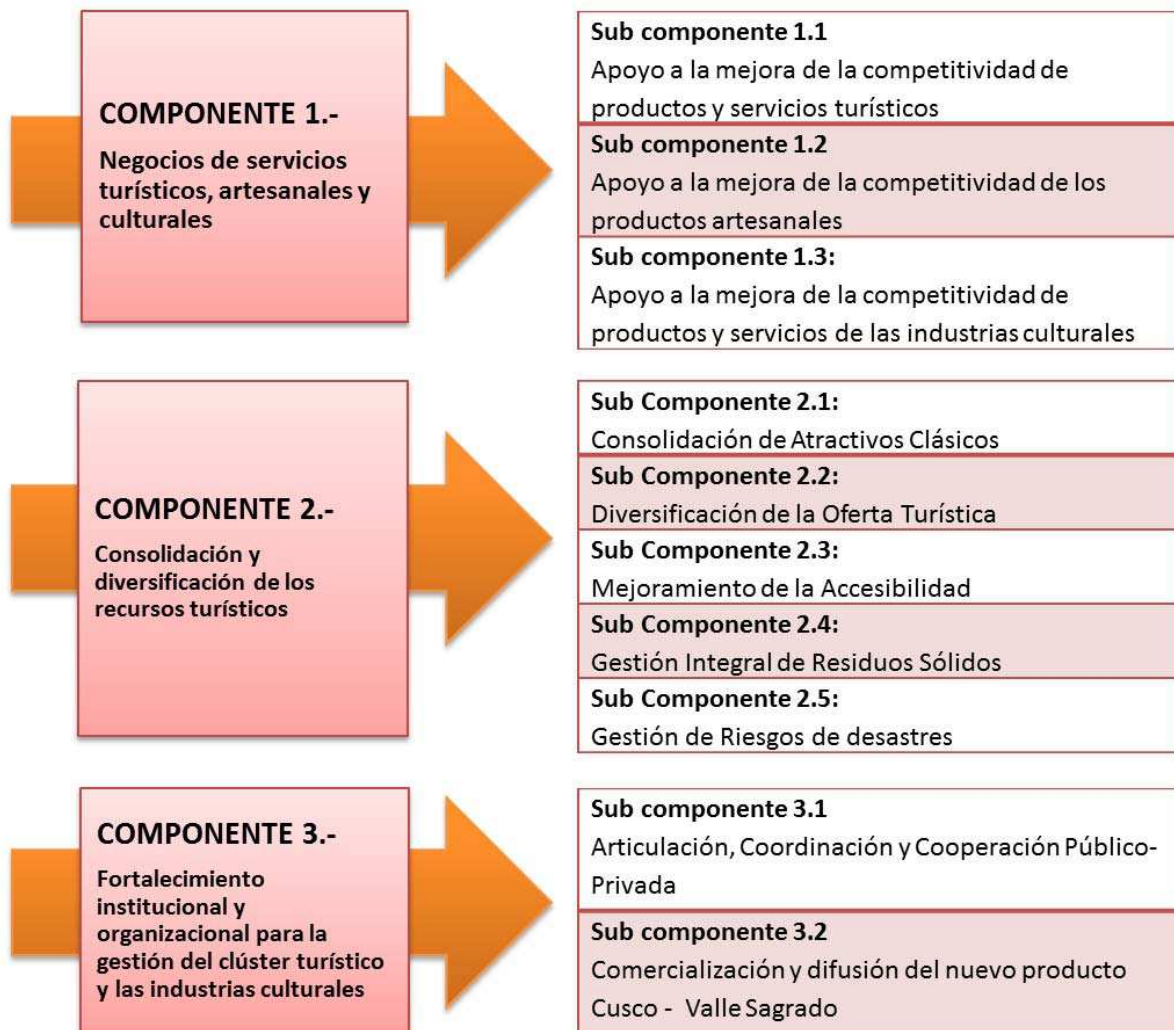 COMPONENTE 1.-
Negocios de servicios
turísticos, artesanales y
culturales
Sub componente 1.1
Apoyo a la mejora de la competitividad de
productos y servicios turísticos
Sub componente 1.2
Apoyo a la mejora de la competitividad de los
productos artesanales
Sub componente 1.3:
Apoyo a la mejora de la competitividad de
productos y servicios de las industrias culturales
COMPONENTE 2.-
Consolidación y
diversificación de los
recursos turísticos
Sub Componente 2.1:
Consolidación de Atractivos Clásicos
Sub Componente 2.2:
Diversificación de la Oferta Turística
Sub Componente 2.3:
Mejoramiento de la Accesibilidad
Sub Componente 2.4:
Gestión Integral de Residuos Sólidos
Sub Componente 2.5:
Gestión de Riesgos de desastres
COMPONENTE 3.-
Fortalecimiento
institucional y
organizacional para la
gestión del clúster turístico
y las industrias culturales
Sub componente 3.1
Articulación, Coordinación y Cooperación Público-
Privada
Sub componente 3.2
Comercialización y difusión del nuevo producto
Cusco - Valle Sagrado